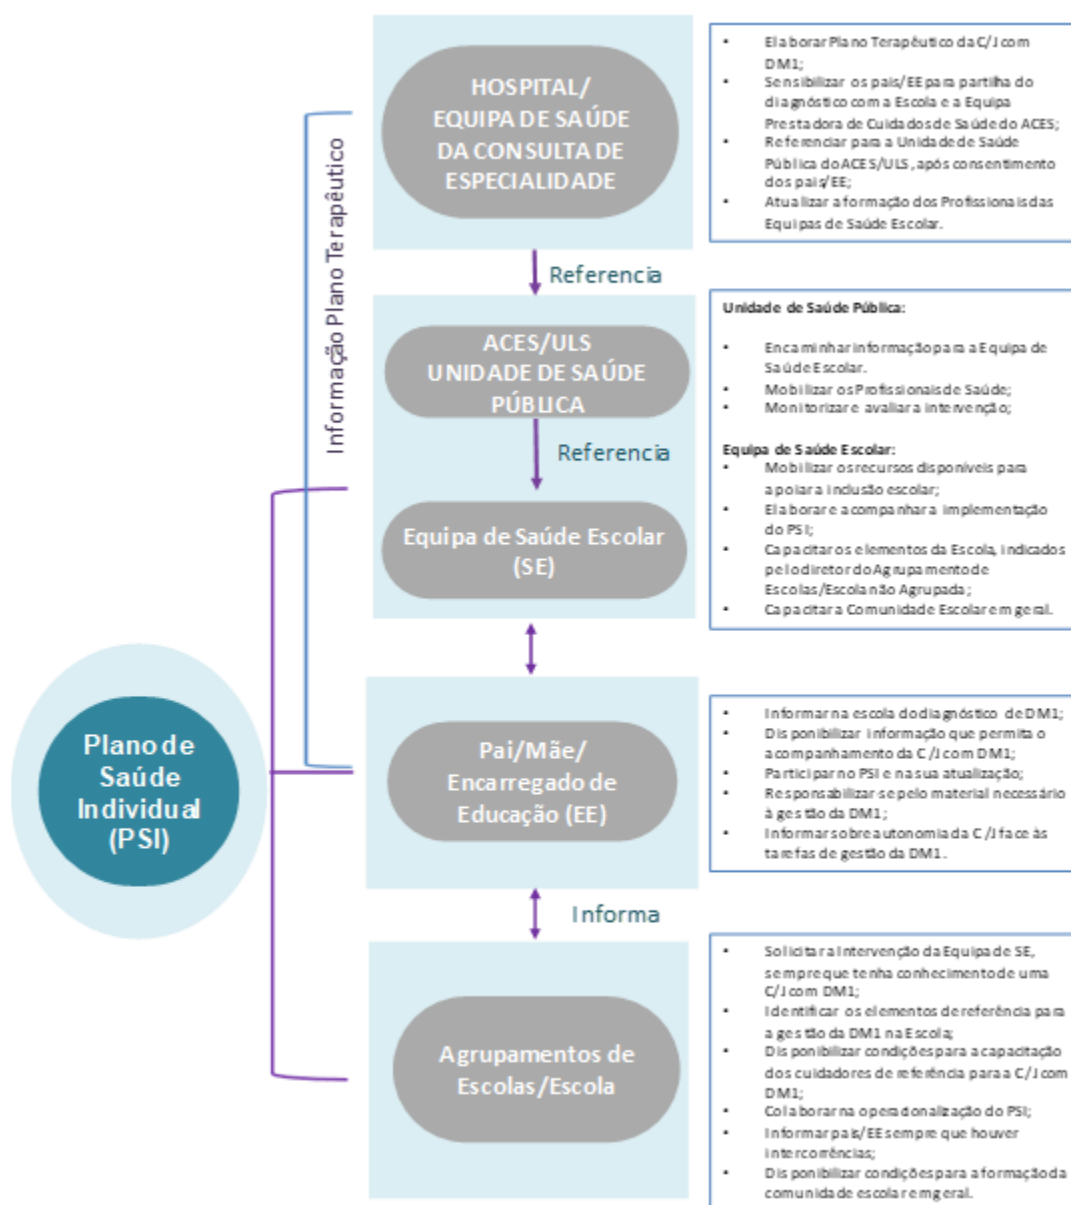 HOSPITAL/
EQUIPA DE SAÚDE
DA CONSULTA DE
ESPECIALIDADE
• Elaborar Plano Terapêutico da C/J com
DM1;
• Sensibilizar os pais/EE para partilha do
diagnóstico com a Escola e a Equipa
Prestadora de Cuidados de Saúde do ACES;
• Referenciar para a Unidade de Saúde
Pública do ACES/ULS, após consentimento
dos pais/EE;
• Atualizar a formação dos Profissionais das
Equipas de Saúde Escolar.
Informação Plano Terapêutico
Referencia
ACES/ULS
UNIDADE DE SAÚDE
PÚBLICA
Referencia
Equipa de Saúde Escolar
(SE)
Unidade de Saúde Pública:
• Encaminhar informação para a Equipa de
Saúde Escolar.
• Mobilizar os Profissionais de Saúde;
• Monitorizar e avaliar a intervenção;
Equipa de Saúde Escolar:
• Mobilizar os recursos disponíveis para
apoiar a inclusão escolar;
• Elaborar e acompanhar a implementação
do PSI;
• Capacitar os elementos da Escola, indicados
pelo diretor do Agrupamento de
Escolas/Escola não Agrupada;
• Capacitar a Comunidade Escolar em geral.
Plano de
Saúde
Individual
(PSI)
Pai/Mãe/
Encarregado de
Educação (EE)
• Informar na escola do diagnóstico de DM1;
• Disponibilizar informação que permita o
acompanhamento da C/J com DM1;
• Participar no PSI e na sua atualização;
• Responsabilizar-se pelo material necessário
à gestão da DM1;
• Informar sobre autonomia da C/J face às
tarefas de gestão da DM1.
Informa
Agrupamentos de
Escolas/Escola
• Solicitar a Intervenção da Equipa de SE,
sempre que tenha conhecimento de uma
C/J com DM1;
• Identificar os elementos de referência para
a gestão da DM1 na Escola;
• Disponibilizar condições para a capacitação
dos cuidadores de referência para a C/J com
DM1;
• Colaborar na operacionalização do PSI;
• Informar pais/EE sempre que houver
intercorrências;
• Disponibilizar condições para a formação da
comunidade escolar em geral.